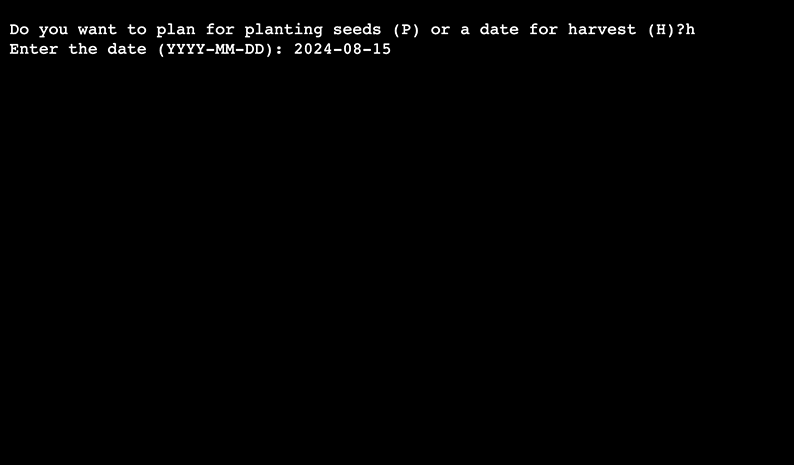 Do you want to plan for planting seeds (P) or a date for harvest (H)?h
Enter the date (YYYY-MM-DD): 2024-08-15